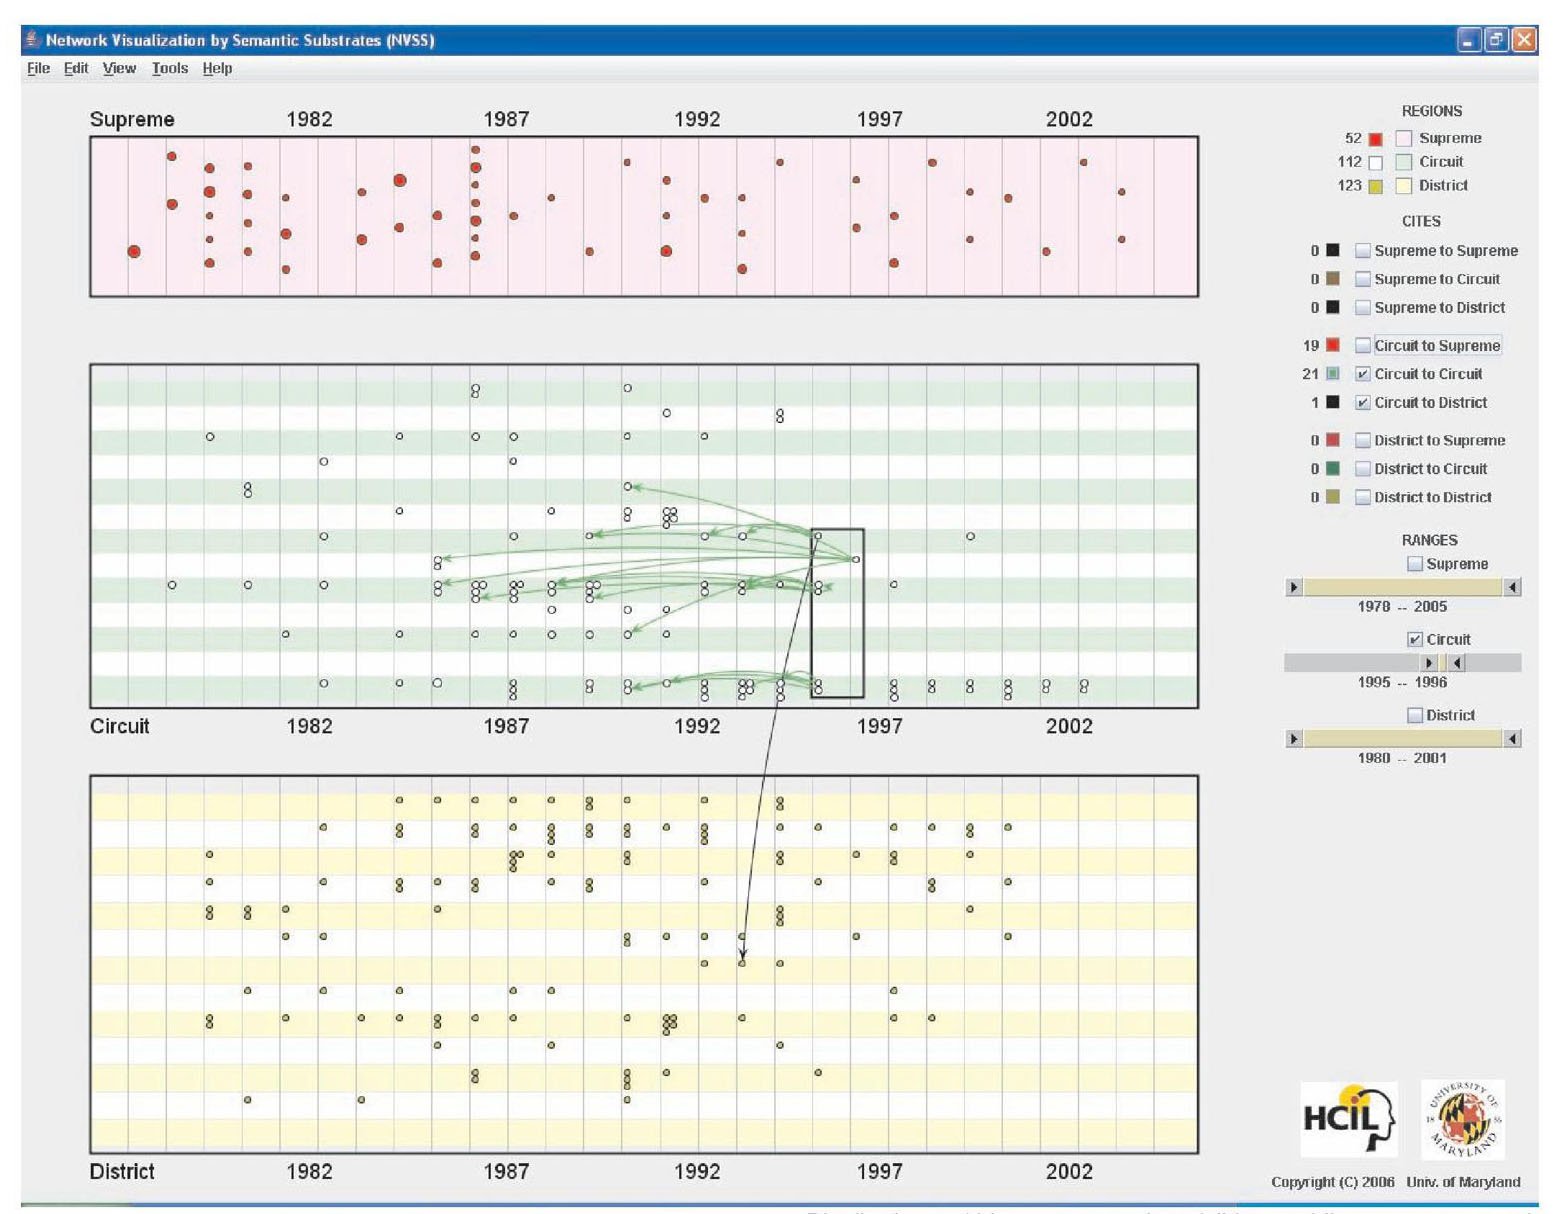 Network Visualization by Semantic Substrates (NVSS)
File Edit View Tools Help
Supreme 1982 1987 1992 1997 2002
Circuit 1982 1987 1992 1997 2002
District 1982 1987 1992 1997 2002
REGIONS
52 Supreme
112 Circuit
123 District
CITES
0 Supreme to Supreme
0 Supreme to Circuit
0 Supreme to District
19 Circuit to Supreme
21 Circuit to Circuit
1 Circuit to District
0 District to Supreme
0 District to Circuit
0 District to District
RANGES
Supreme
1978 -- 2005
Circuit
1995 -- 1996
District
1980 -- 2001
HCIL
UNIVERSITY OF
18 56
MARYLAND
Copyright (C) 2006 Univ. of Maryland